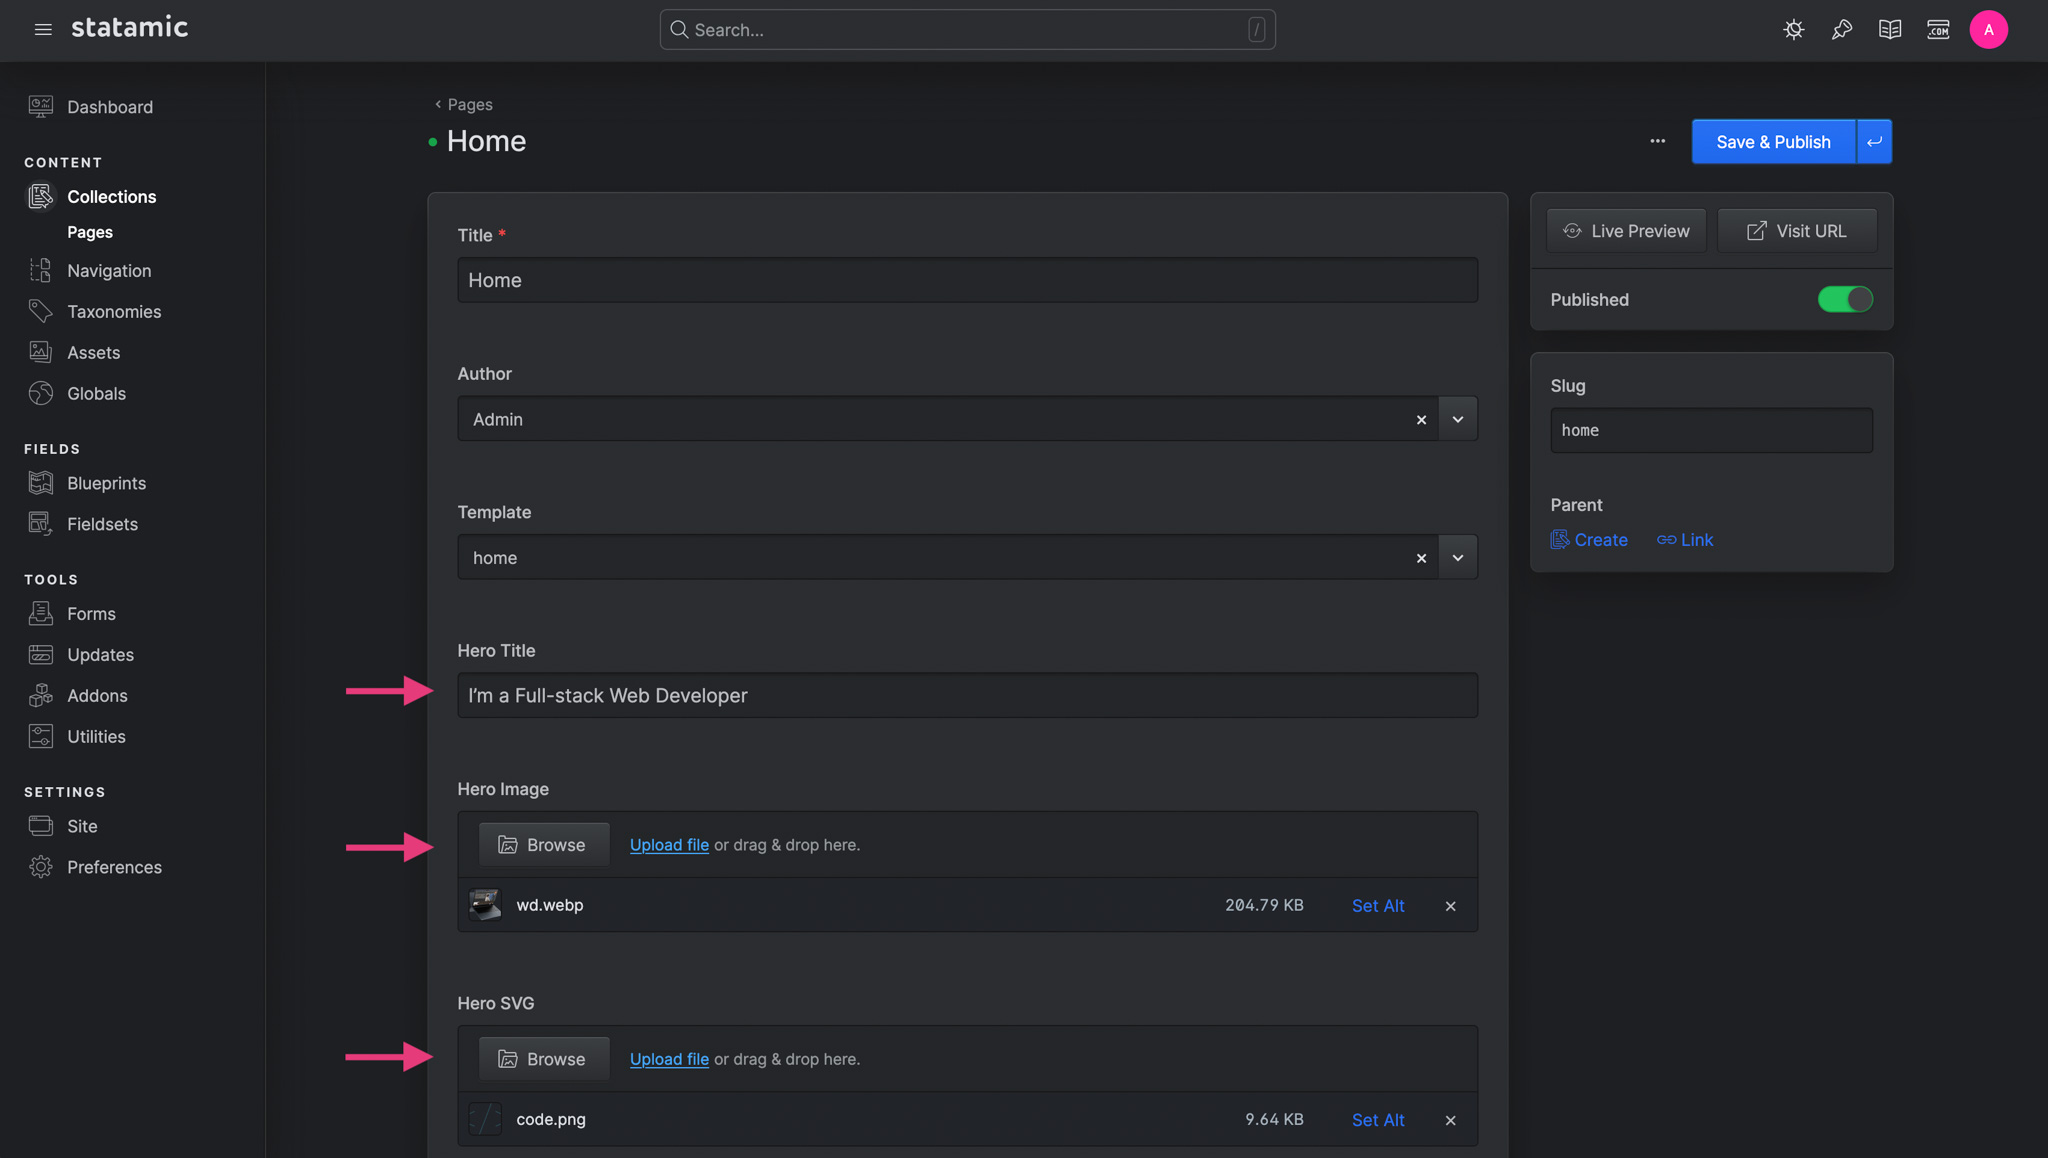 statamic
Search...
/
.COM
A
Dashboard
CONTENT
Collections
Pages
Navigation
Taxonomies
Assets
Globals
FIELDS
Blueprints
Fieldsets
TOOLS
Forms
Updates
Addons
Utilities
SETTINGS
Site
Preferences
‹ Pages
Home
Save & Publish
Title *
Home
Author
Admin
Template
home
Hero Title
I'm a Full-stack Web Developer
Hero Image
Browse Upload file or drag & drop here.
wd.webp 204.79 KB Set Alt ×
Hero SVG
Browse Upload file or drag & drop here.
code.png 9.64 KB Set Alt ×
Live Preview Visit URL
Published
Slug
home
Parent
Create Link